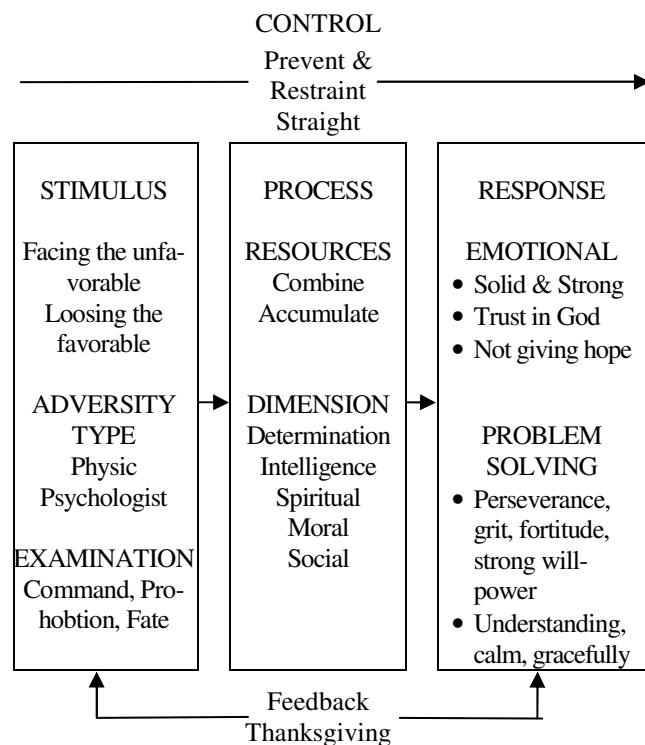 CONTROL
Prevent &
Restraint
Straight
STIMULUS
Facing the unfa-
vorable
Loosing the
favorable
ADVERSITY
TYPE
Physic
Psychologist
EXAMINATION
Command, Pro-
hobtion, Fate
PROCESS
RESOURCES
Combine
Accumulate
DIMENSION
Determination
Intelligence
Spiritual
Moral
Social
RESPONSE
EMOTIONAL
• Solid & Strong
• Trust in God
• Not giving hope
PROBLEM
SOLVING
• Perseverance,
grit, fortitude,
strong will-
power
• Understanding,
calm, gracefully
Feedback
Thanksgiving